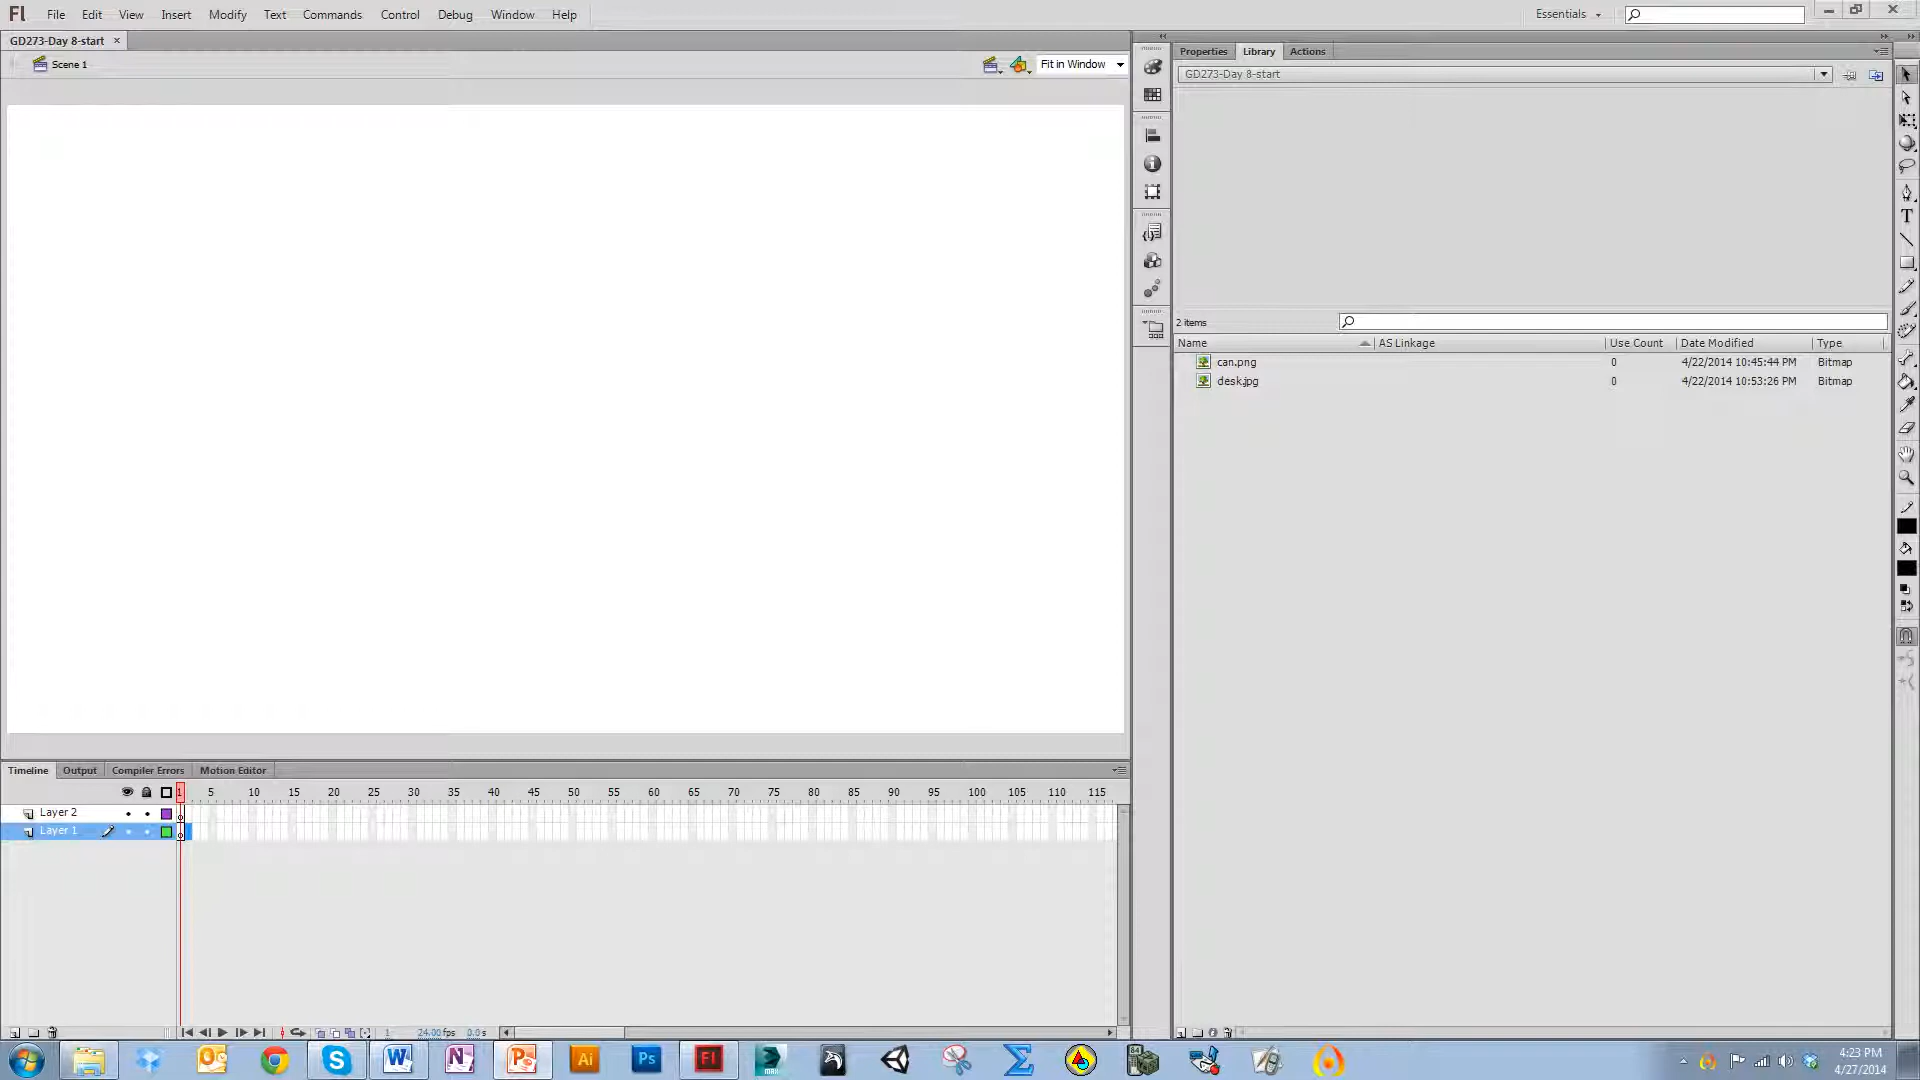 Fl File Edit View Insert Modify Text Commands Control Debug Window Help Essentials
GD273-Day 8-start
Scene 1 Fit in Window
Properties Library Actions
GD273-Day 8-start
2 items
Name AS Linkage Use Count Date Modified Type
can.png 0 4/22/2014 10:45:44 PM Bitmap
desk.jpg 0 4/22/2014 10:53:26 PM Bitmap
Timeline Output Compiler Errors Motion Editor
1 5 10 15 20 25 30 35 40 45 50 55 60 65 70 75 80 85 90 95 100 105 110 115
Layer 2
Layer 1
1 24.00 fps 0.0 s
4:23 PM
4/27/2014